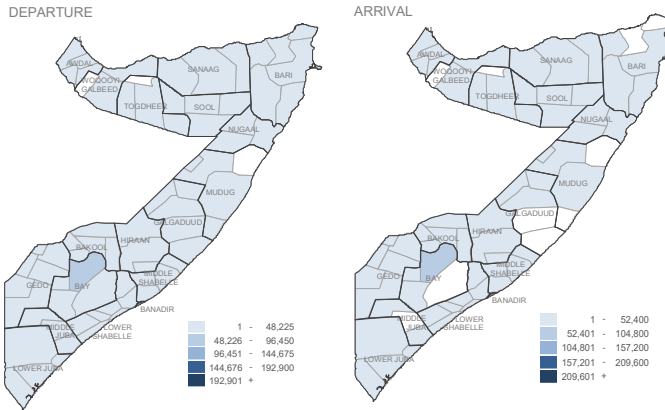 DEPARTURE
AWDAL
WOQOOYI
GALBEED
TOGDHEER
SANAAG
SOOL
BARI
NUGAAL
MUDUG
GALGADUUD
HIRAAN
BAKOOL
GEDO
BAY
MIDDLE
SHABELLE
BANADIR
LOWER
SHABELLE
MIDDLE
JUBA
LOWER JUBA
1 - 48,225
48,226 - 96,450
96,451 - 144,675
144,676 - 192,900
192,901 +
ARRIVAL
AWDAL
WOQOOYI
GALBEED
TOGDHEER
SANAAG
SOOL
BARI
NUGAAL
MUDUG
GALGADUUD
HIRAAN
BAKOOL
GEDO
BAY
MIDDLE
SHABELLE
BANADIR
LOWER
SHABELLE
MIDDLE
JUBA
LOWER JUBA
1 - 52,400
52,401 - 104,800
104,801 - 157,200
157,201 - 209,600
209,601 +